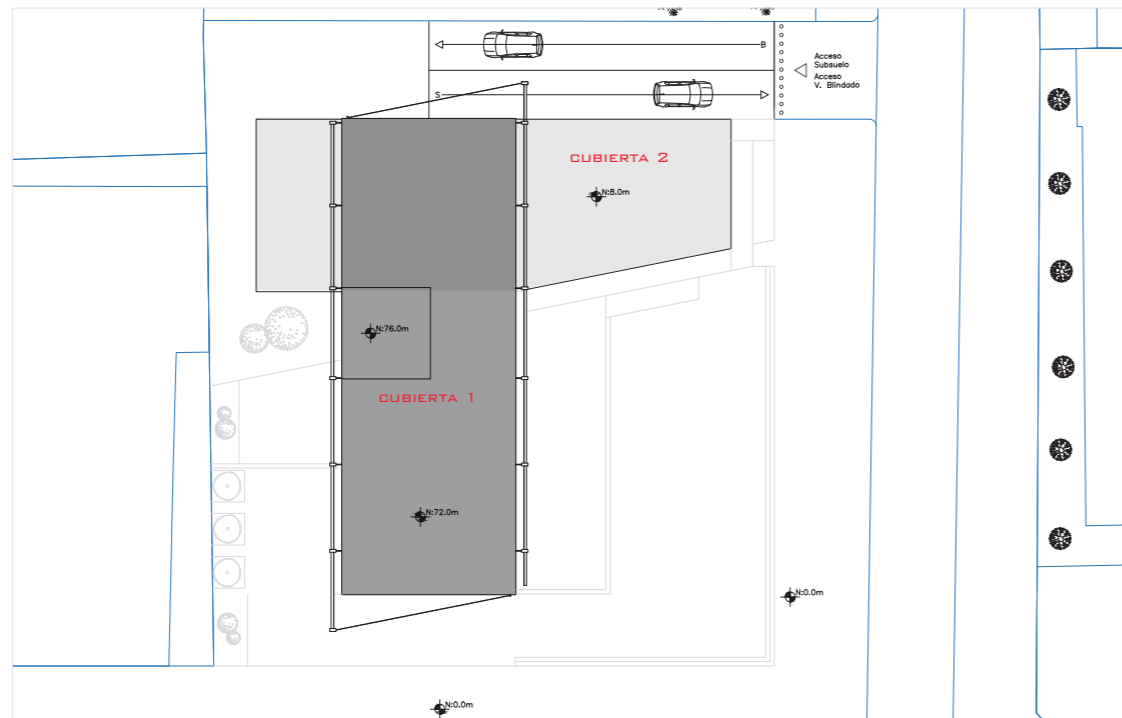 B
Acceso
Subsuelo
Acceso
V. Blindado
S
CUBIERTA 2
N:8.0m
N:76.0m
CUBIERTA 1
N:72.0m
N:0.0m
N:0.0m